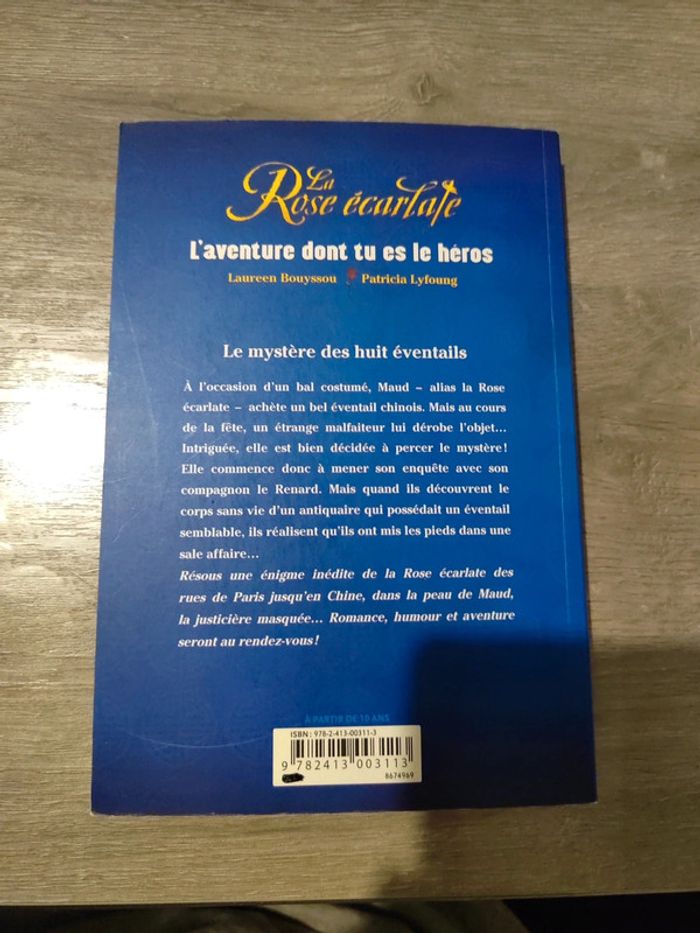 La
Rose écarlate
L'aventure dont tu es le héros
Laureen Bouyssou Patricia Lyfoung
Le mystère des huit éventails
À l'occasion d'un bal costumé, Maud – alias la Rose
écarlate – achète un bel éventail chinois. Mais au cours
de la fête, un étrange malfaiteur lui dérobe l'objet...
Intriguée, elle est bien décidée à percer le mystère!
Elle commence donc à mener son enquête avec son
compagnon le Renard. Mais quand ils découvrent le
corps sans vie d'un antiquaire qui possédait un éventail
semblable, ils réalisent qu'ils ont mis les pieds dans une
sale affaire...
Résous une énigme inédite de la Rose écarlate des
rues de Paris jusqu'en Chine, dans la peau de Maud,
la justicière masquée... Romance, humour et aventure
seront au rendez-vous!
À PARTIR DE 10 ANS
ISBN : 978-2-413-00311-3
9 782413 003113
8674969